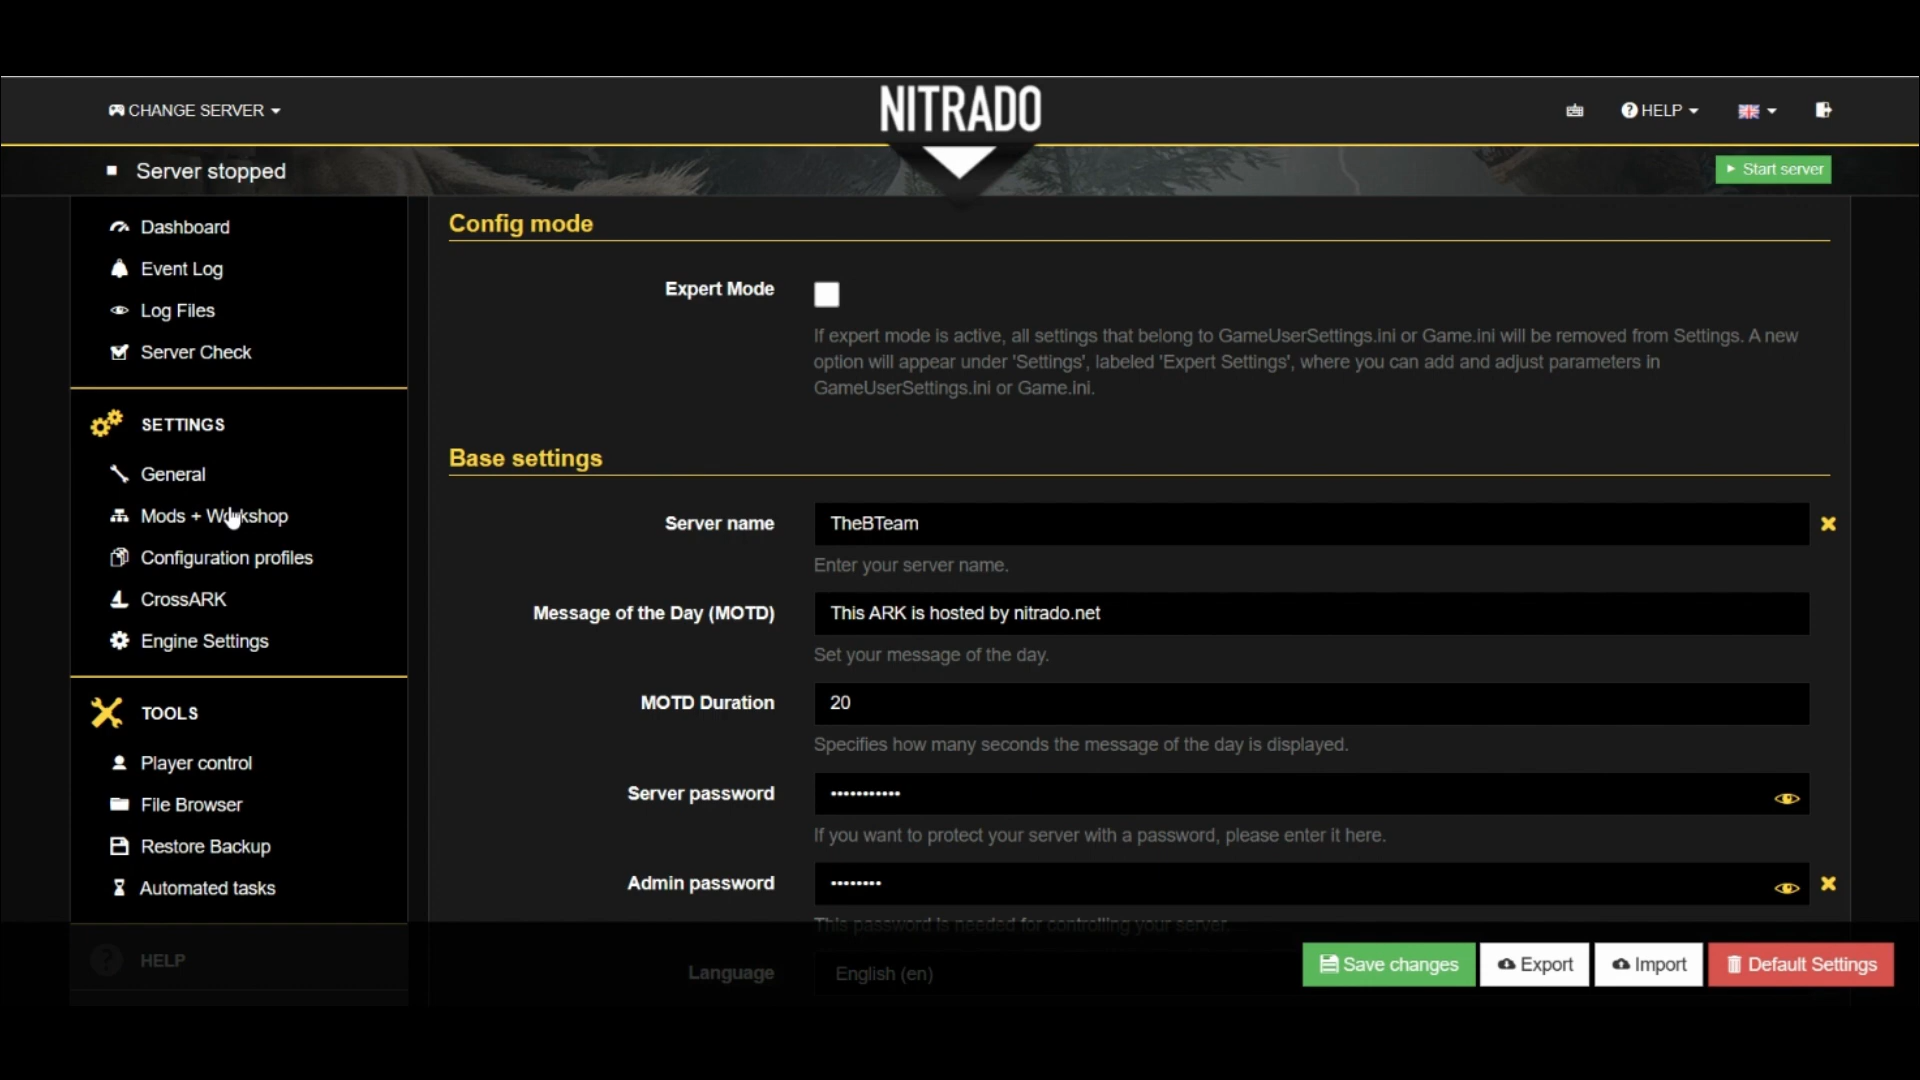 CHANGE SERVER
NITRADO
HELP
Server stopped
Start server
Dashboard
Event Log
Log Files
Server Check
SETTINGS
General
Mods + Workshop
Configuration profiles
CrossARK
Engine Settings
TOOLS
Player control
File Browser
Restore Backup
Automated tasks
HELP
Config mode
Expert Mode
If expert mode is active, all settings that belong to GameUserSettings.ini or Game.ini will be removed from Settings. A new
option will appear under 'Settings', labeled 'Expert Settings', where you can add and adjust parameters in
GameUserSettings.ini or Game.ini.
Base settings
Server name
TheBTeam
Enter your server name.
Message of the Day (MOTD)
This ARK is hosted by nitrado.net
Set your message of the day.
MOTD Duration
20
Specifies how many seconds the message of the day is displayed.
Server password
•••••••••••
If you want to protect your server with a password, please enter it here.
Admin password
••••••••
This password is needed for controlling your server.
Language
English (en)
Save changes
Export
Import
Default Settings